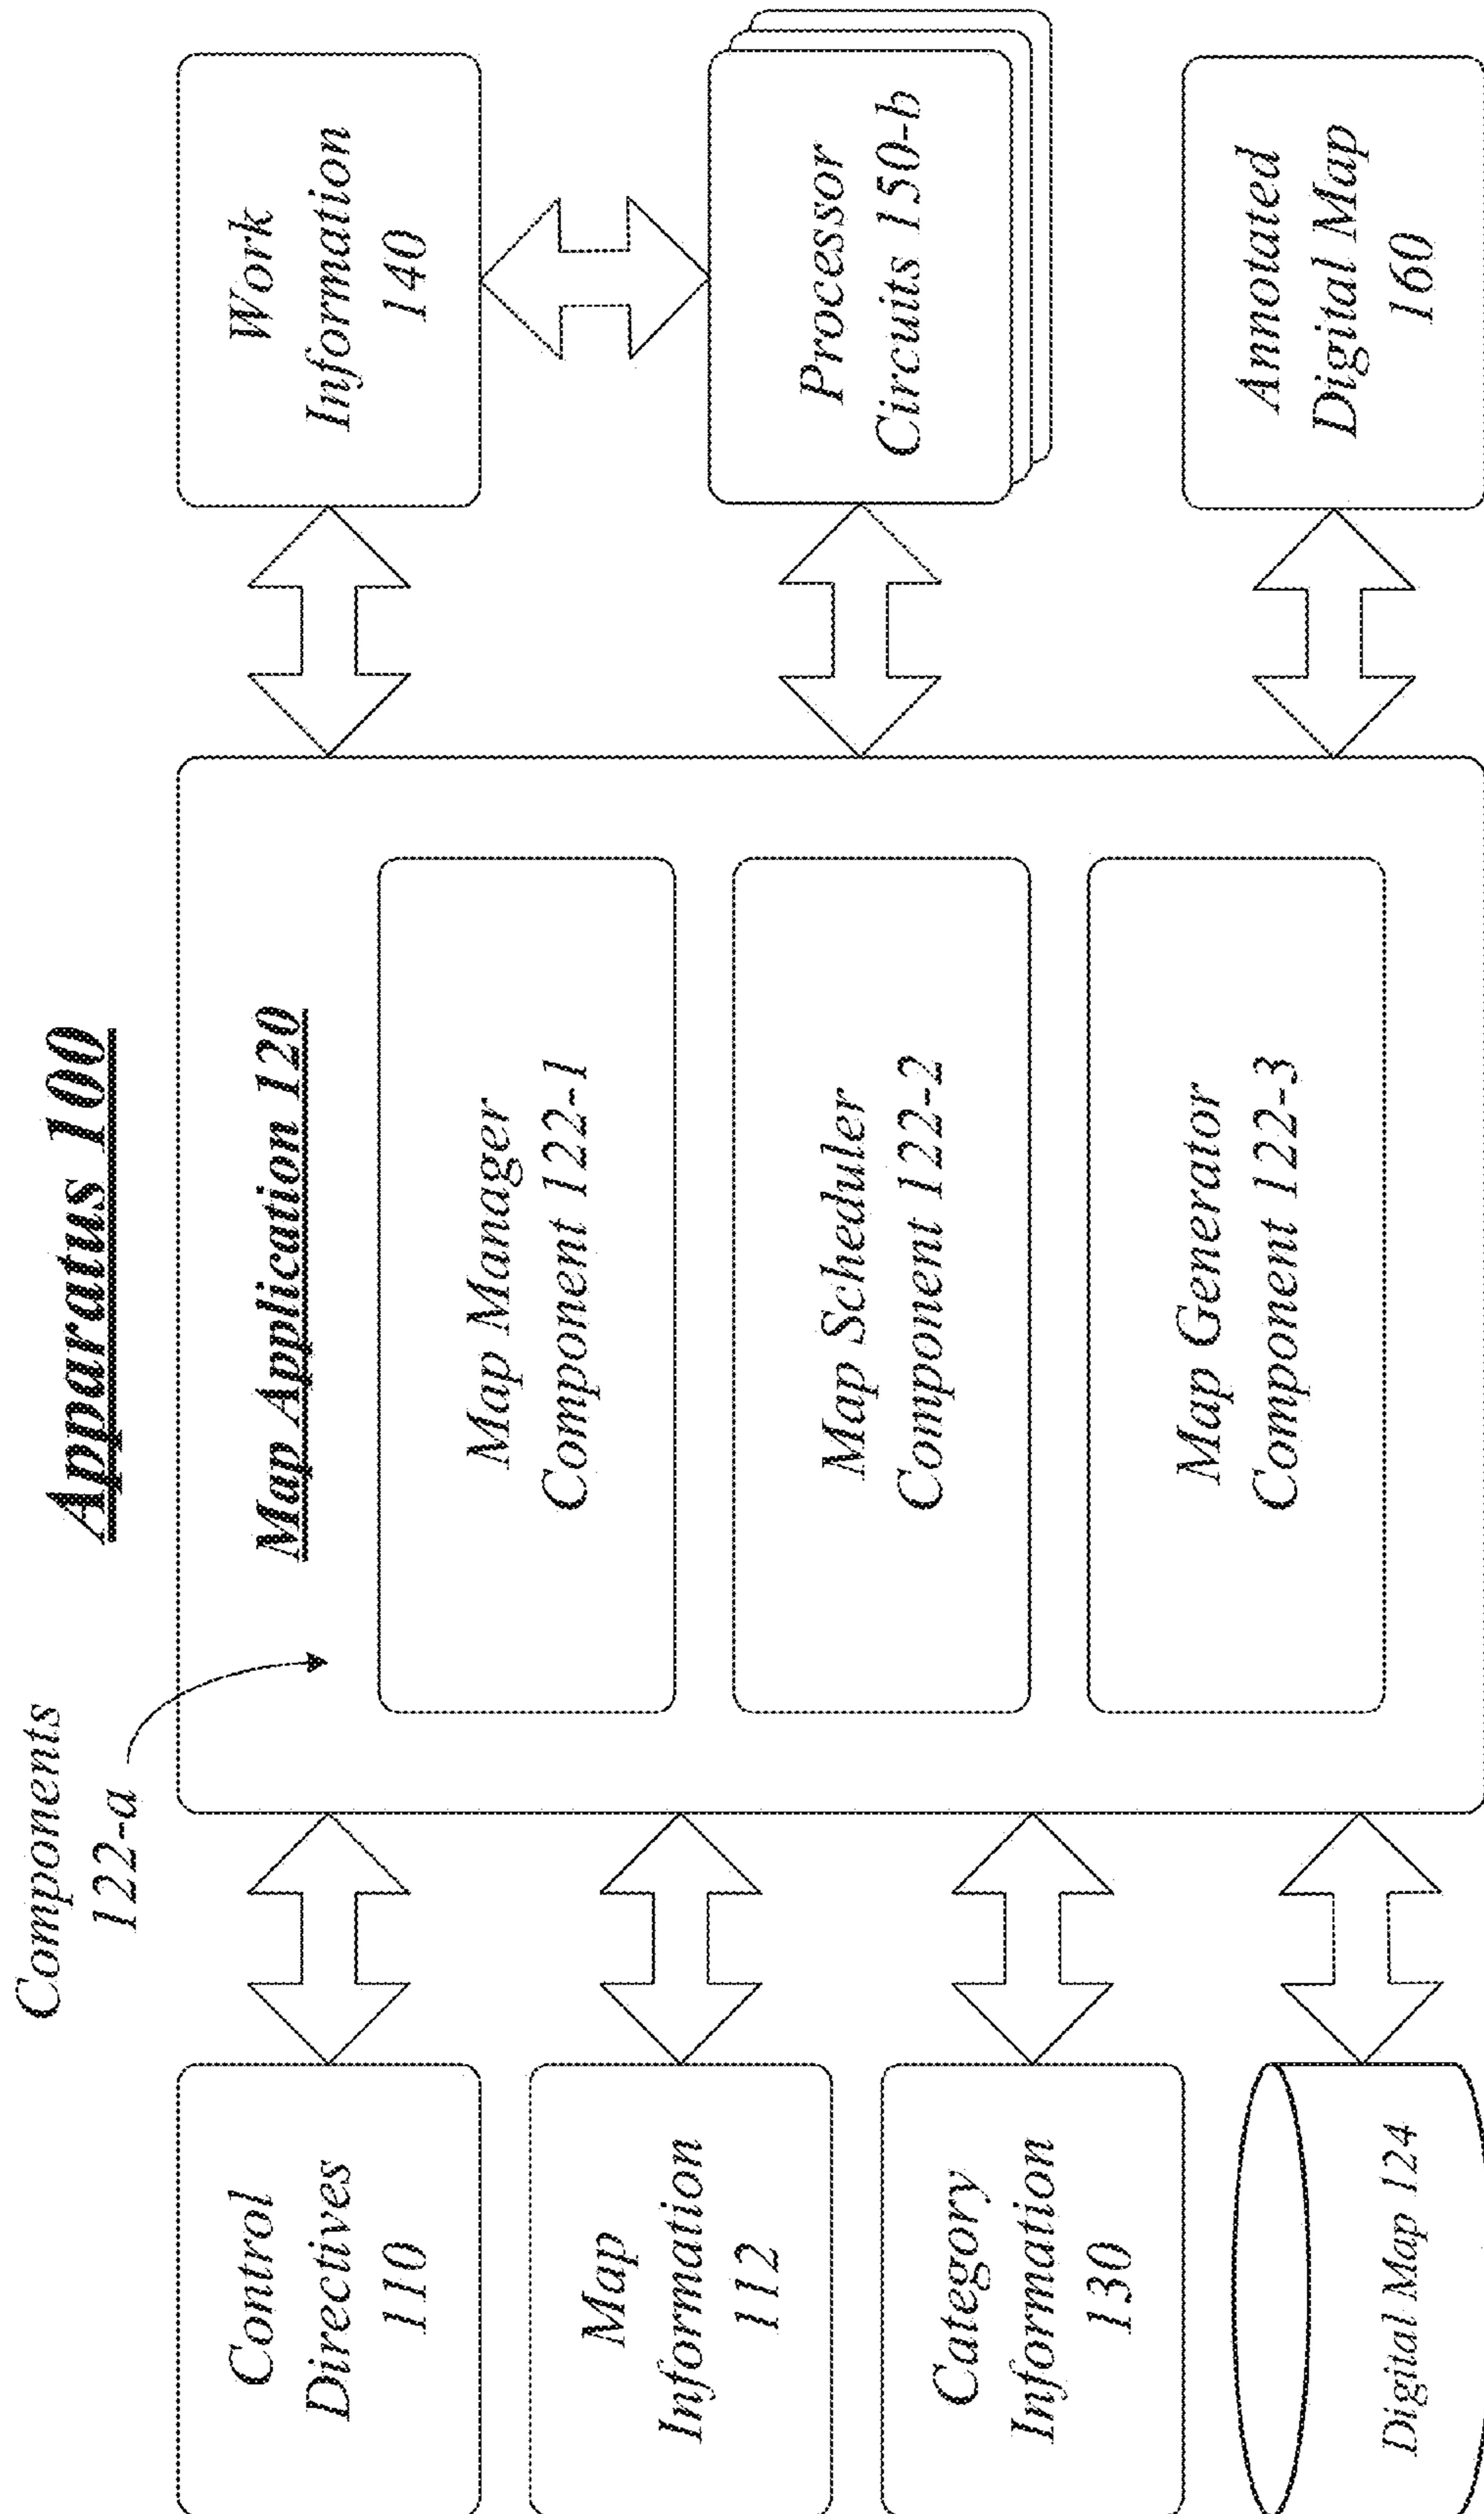 Apparatus 100
Components
122-a
Control
Directives
110
Map
Information
112
Category
Information
130
Digital Map 124
Map Application 120
Map Manager
Component 122-1
Map Scheduler
Component 122-2
Map Generator
Component 122-3
Work
Information
140
Processor
Circuits 150-b
Annotated
Digital Map
160